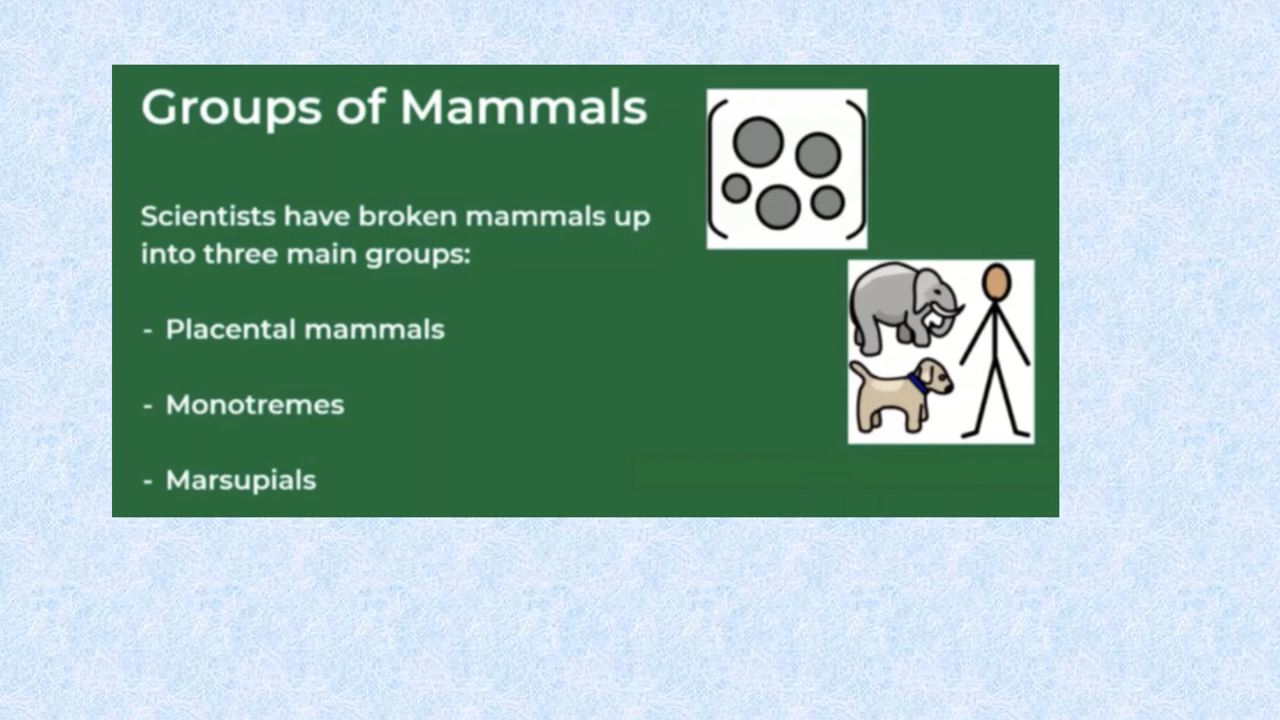 Groups of Mammals
Scientists have broken mammals up
into three main groups:
- Placental mammals
- Monotremes
- Marsupials